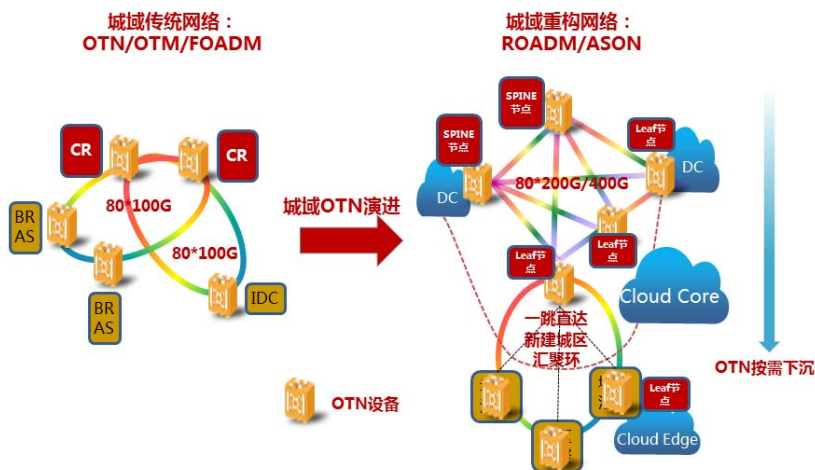 城域传统网络：
OTN/OTM/FOADM
城域重构网络：
ROADM/ASON
SPINE
节点
SPINE
节点
Leaf节
点
CR
CR
DC
DC
80*200G/400G
80*100G
城域OTN演进
BR
AS
80*100G
Leaf节
点
Leaf节
点
BR
AS
IDC
Cloud Core
一跳直达
新建城区
汇聚环
OTN按需下沉
OTN设备
Leaf节
点
Cloud Edge